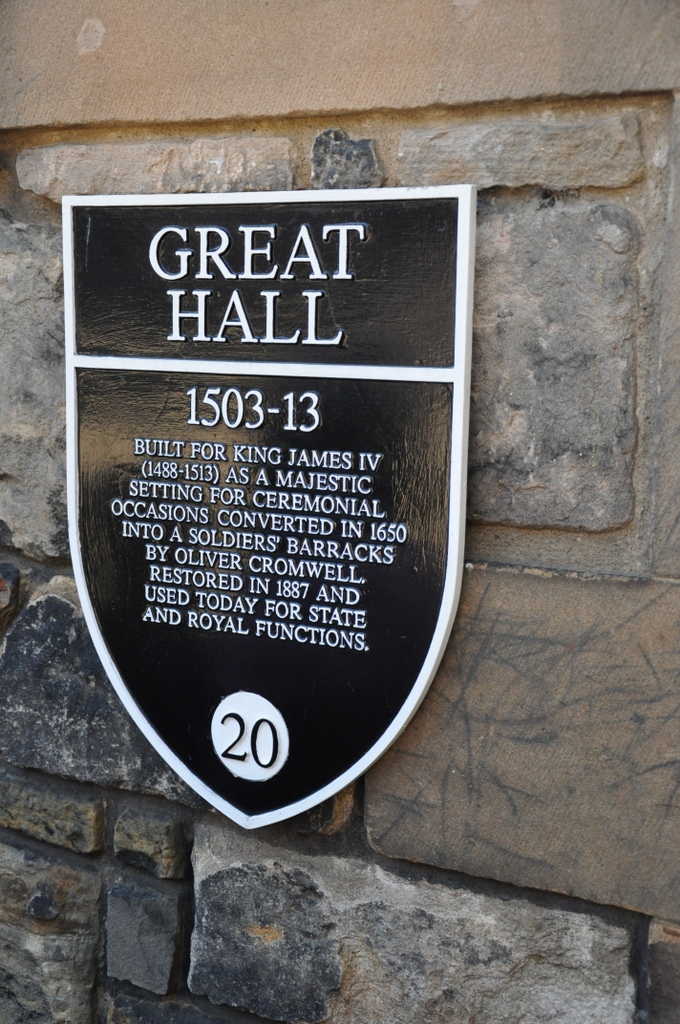 GREAT
HALL
1503-13
BUILT FOR KING JAMES IV
(1488-1513) AS A MAJESTIC
SETTING FOR CEREMONIAL
OCCASIONS CONVERTED IN 1650
INTO A SOLDIERS' BARRACKS
BY OLIVER CROMWELL.
RESTORED IN 1887 AND
USED TODAY FOR STATE
AND ROYAL FUNCTIONS.
20